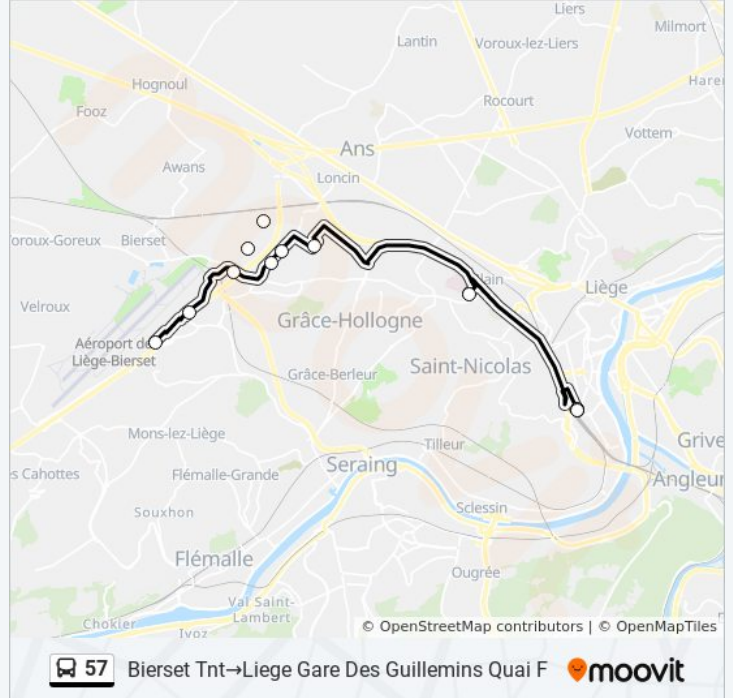 Liers
Milmort
Lantin
Voroux-lez-Liers
Hognoul
Fooz
Rocourt
Vottem
Ans
Awans
Loncin
oroux-Goreux
Bierset
Velroux
Liège
Aéroport de
Liège-Bierset
Grâce-Hollogne
Saint-Nicolas
Grâce-Berleur
Mons-lez-Liège
Tilleur
Seraing
Angleur
Flémalle-Grande
Souxhon
Sclessin
Flémalle
Ougrée
Val Saint-
Lambert
Chokier
Ivoz
© OpenStreetMap contributors | © OpenMapTiles
57 Bierset Tnt→Liege Gare Des Guillemins Quai F moovit